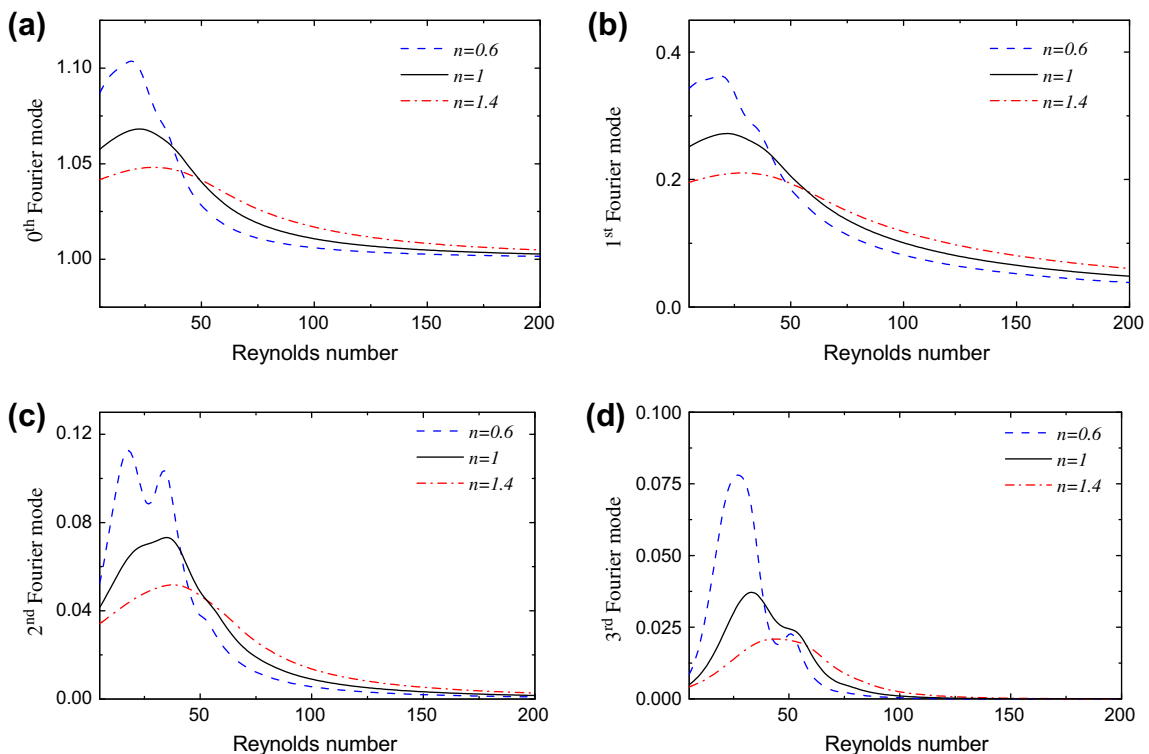 (a)
n=0.6
n=1
n=1.4
1.10
1.05
1.00
0th Fourier mode
50
100
150
200
Reynolds number
(b)
n=0.6
n=1
n=1.4
0.4
0.2
0.0
1st Fourier mode
50
100
150
200
Reynolds number
(c)
n=0.6
n=1
n=1.4
0.12
0.08
0.04
0.00
2nd Fourier mode
50
100
150
200
Reynolds number
(d)
n=0.6
n=1
n=1.4
0.100
0.075
0.050
0.025
0.000
3rd Fourier mode
50
100
150
200
Reynolds number